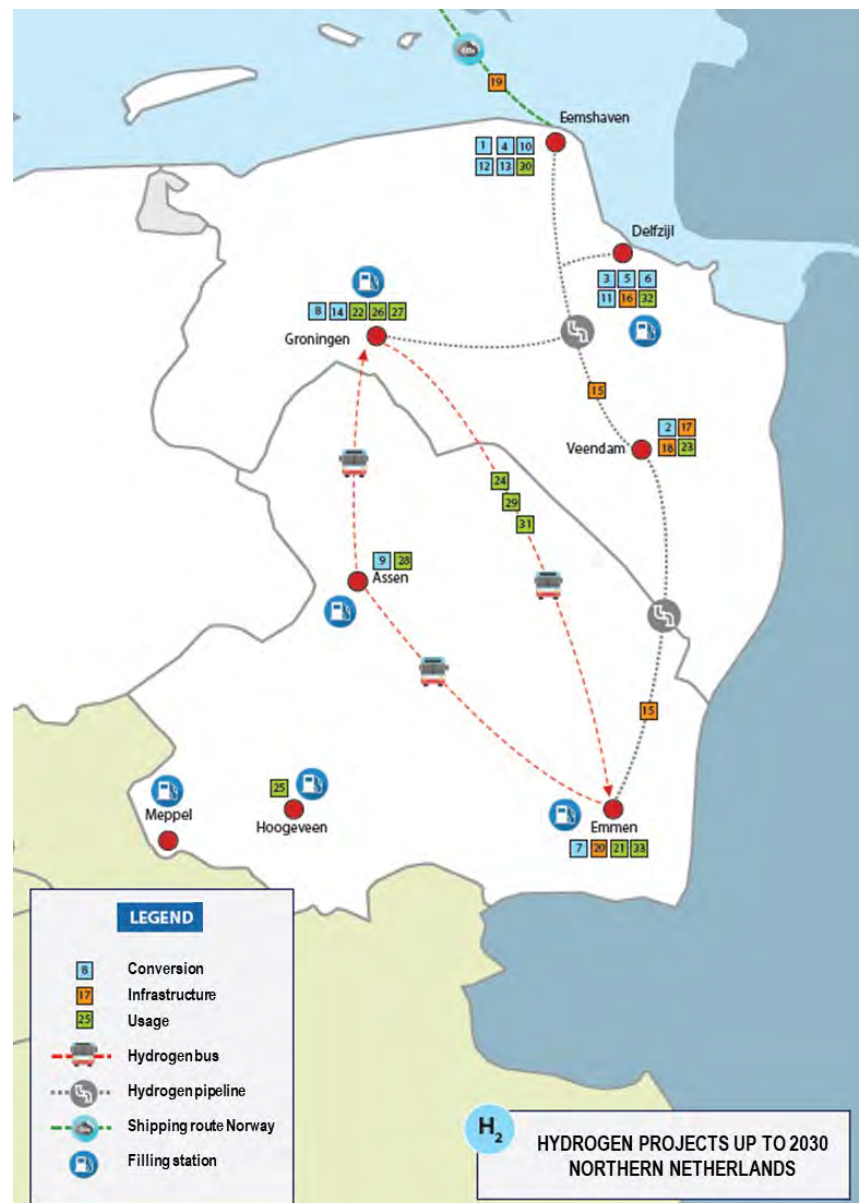 19
Eemshaven
1 4 10
12 13 30
Delfzijl
3 5 6
11 16 32
8 14 22 26 27
Groningen
15
2 17
Veendam
18 23
24
29
31
9 28
Assen
15
25
Meppel
Hoogeveen
Emmen
7 20 21 33
LEGEND
8 Conversion
17 Infrastructure
25 Usage
Hydrogen bus
Hydrogen pipeline
Shipping route Norway
Filling station
H₂
HYDROGEN PROJECTS UP TO 2030
NORTHERN NETHERLANDS